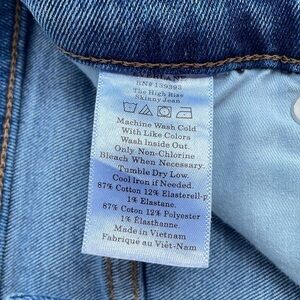 RN# 139393
The High Rise
Skinny Jean
Machine Wash Cold
With Like Colors
Wash Inside Out.
Only Non-Chlorine
Bleach When Necessary.
Tumble Dry Low.
Cool Iron if Needed.
87% Coton 12% Elasterell-p
1% Elastane.
87% Cotton 12% Polyester
1% Elasthanne.
Made in Vietnam
Fabriqué au Viêt-Nam